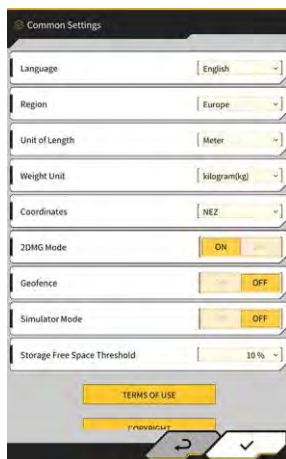 Common Settings
Language English
Region Europe
Unit of Length Meter
Weight Unit kilogram(kg)
Coordinates NEZ
2DMG Mode ON
Geofence OFF
Simulator Mode OFF
Storage Free Space Threshold 10 %
TERMS OF USE
COPYRIGHT